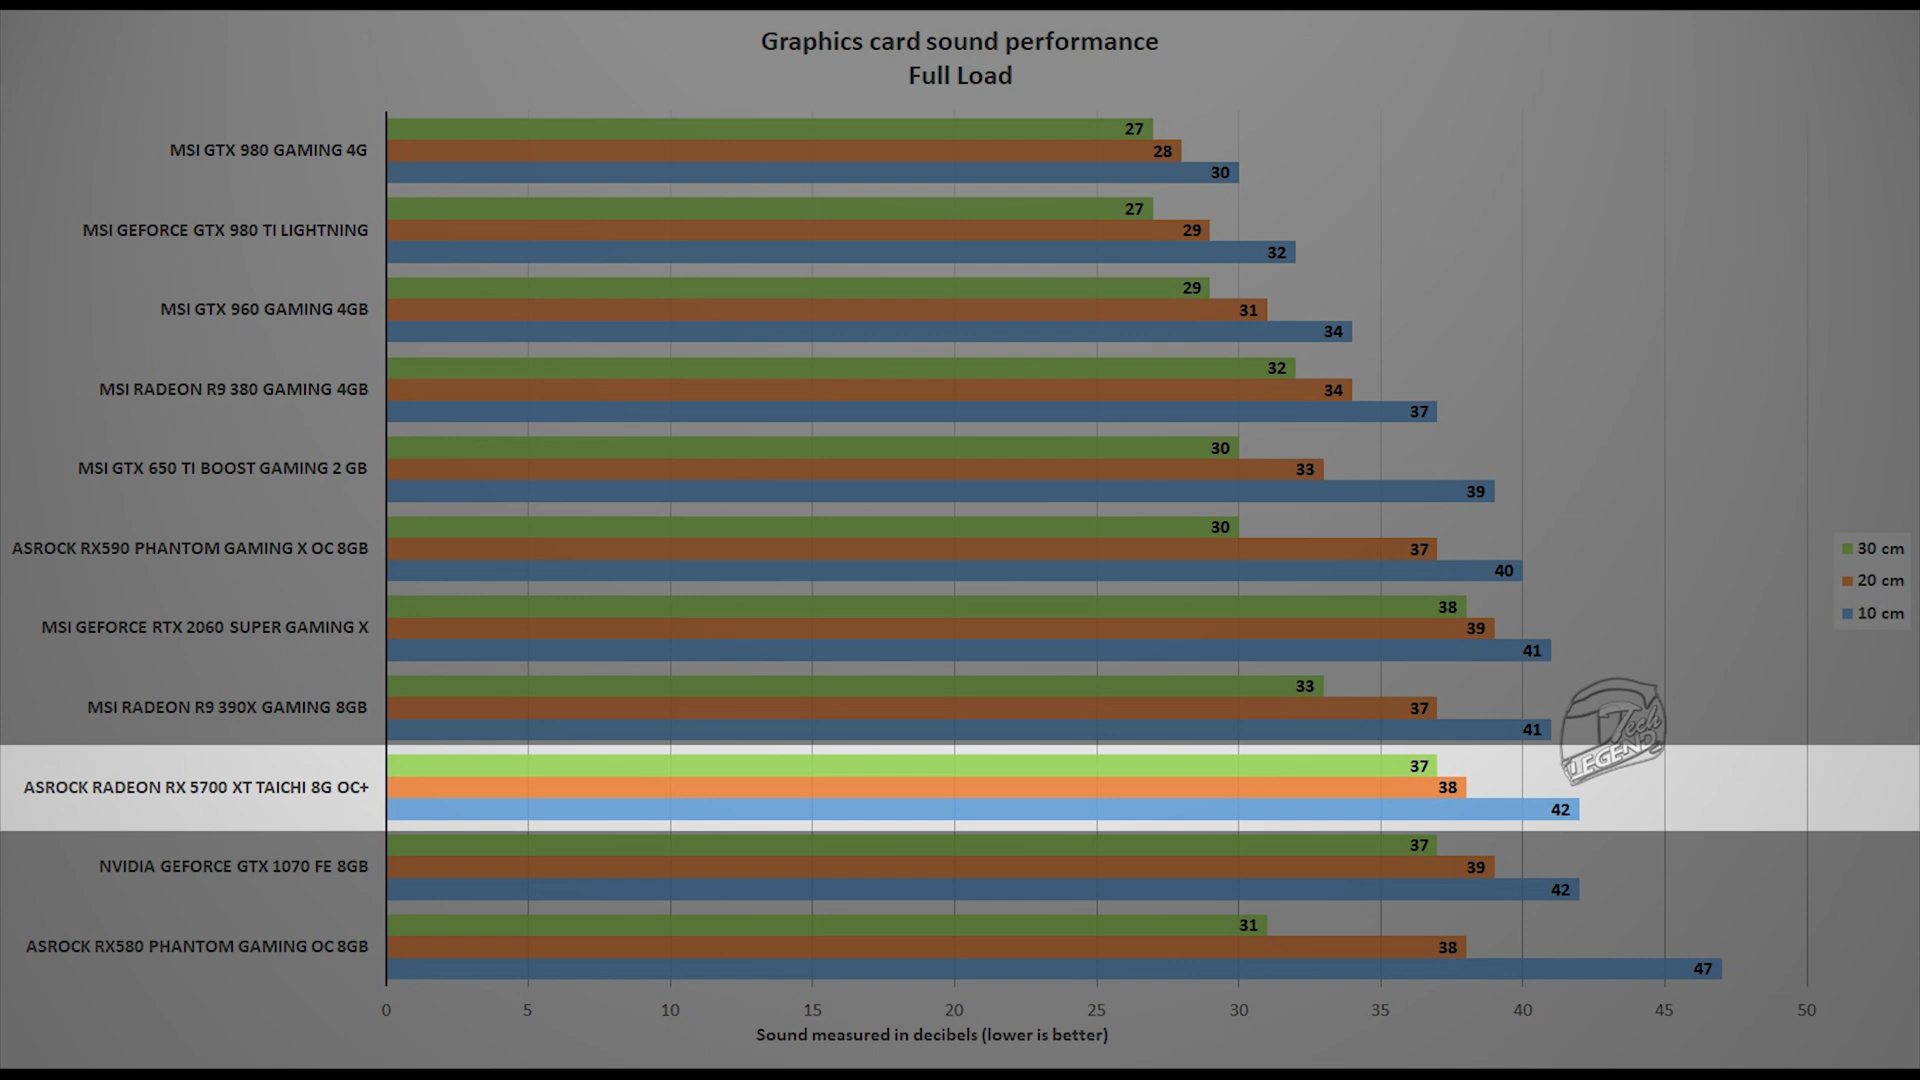 Graphics card sound performance
Full Load
MSI GTX 980 GAMING 4G
27
28
30
MSI GEFORCE GTX 980 TI LIGHTNING
27
29
32
MSI GTX 960 GAMING 4GB
29
31
34
MSI RADEON R9 380 GAMING 4GB
32
34
37
MSI GTX 650 TI BOOST GAMING 2 GB
30
33
39
ASROCK RX590 PHANTOM GAMING X OC 8GB
30
37
40
MSI GEFORCE RTX 2060 SUPER GAMING X
38
39
41
MSI RADEON R9 390X GAMING 8GB
33
37
41
ASROCK RADEON RX 5700 XT TAICHI 8G OC+
37
38
42
NVIDIA GEFORCE GTX 1070 FE 8GB
37
39
42
ASROCK RX580 PHANTOM GAMING OC 8GB
31
38
47
0 5 10 15 20 25 30 35 40 45 50
Sound measured in decibels (lower is better)
30 cm
20 cm
10 cm
Tech
LEGEND